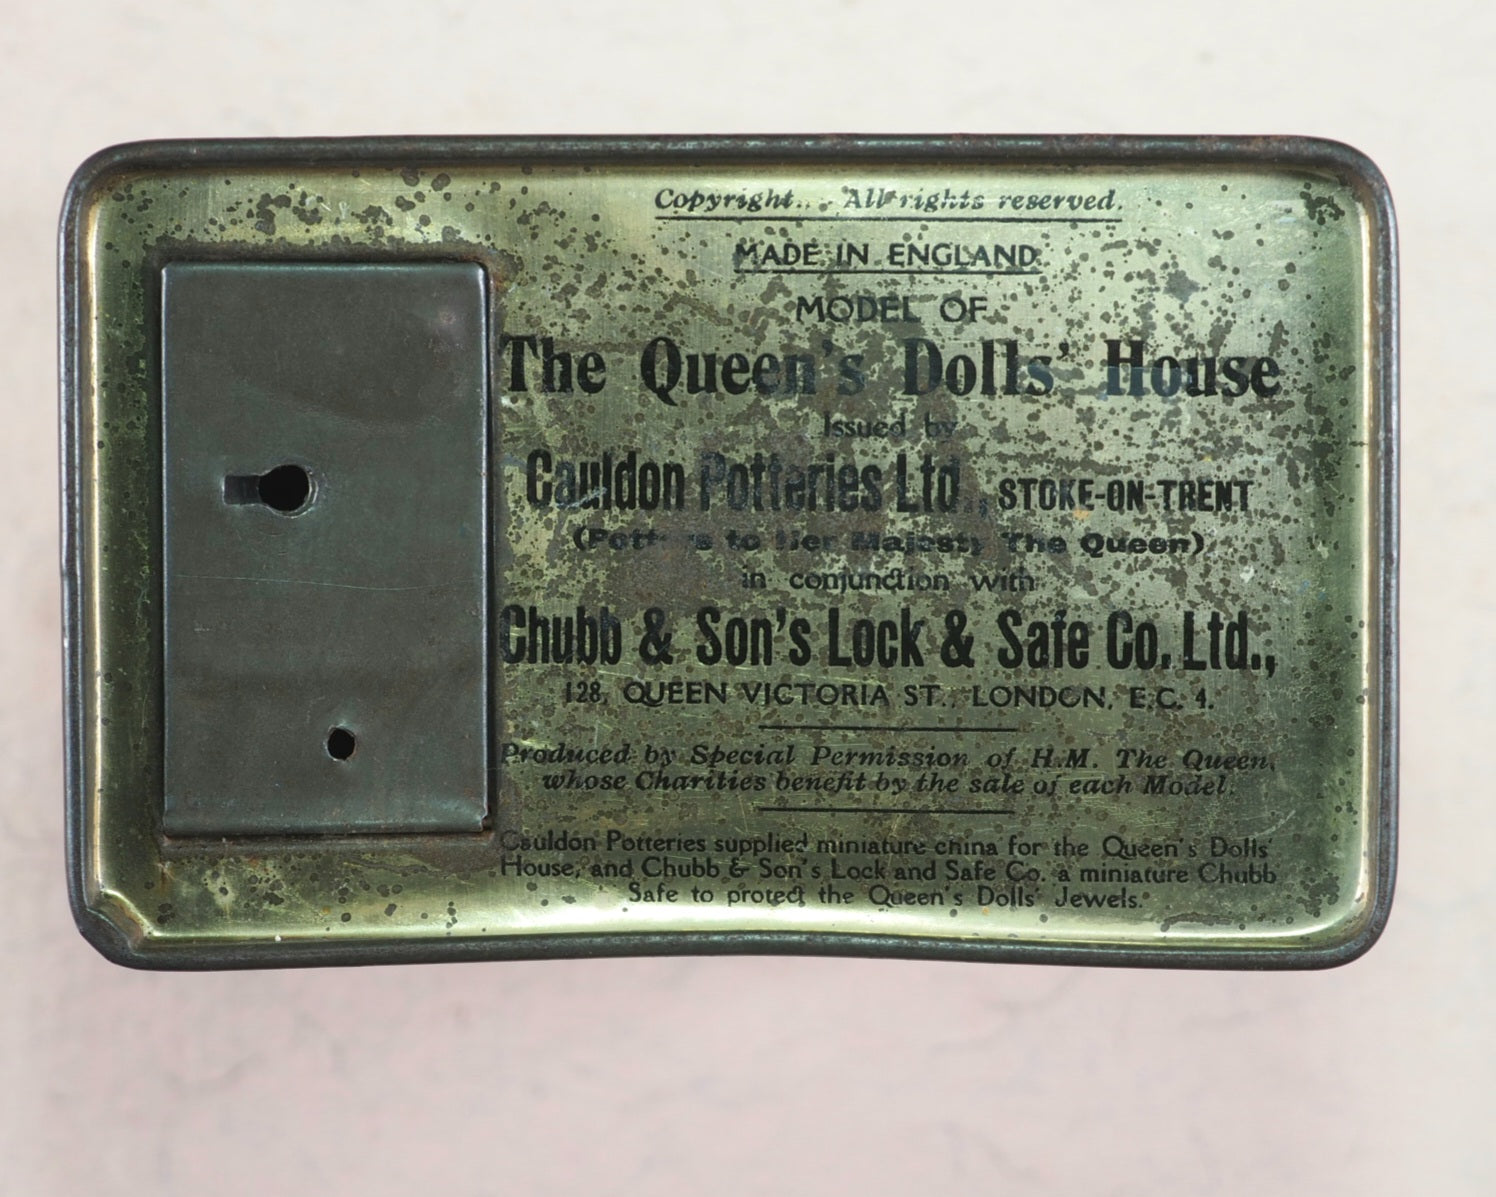 Copyright. All rights reserved.
MADE IN ENGLAND.
MODEL OF
The Queen's Dolls' House
Issued by
Cauldon Potteries Ltd., STOKE-ON-TRENT
(Potters to Her Majesty The Queen)
in conjunction with
Chubb & Son's Lock & Safe Co. Ltd.,
128, QUEEN VICTORIA ST., LONDON, E.C. 4.
Produced by Special Permission of H.M. The Queen,
whose Charities benefit by the sale of each Model.
Cauldon Potteries supplied miniature china for the Queen's Dolls'
House, and Chubb & Son's Lock and Safe Co. a miniature Chubb
Safe to protect the Queen's Dolls' Jewels.